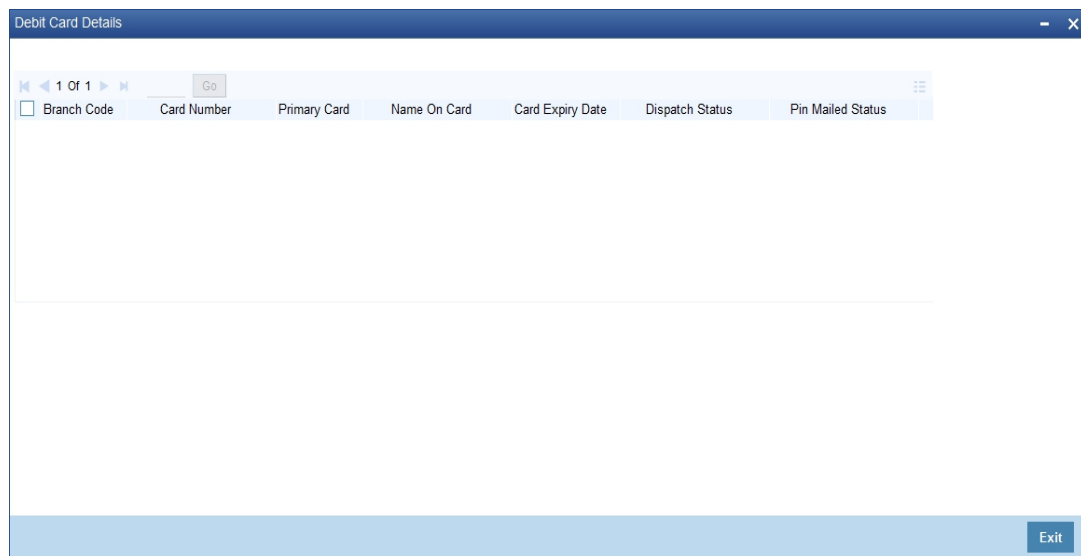 Debit Card Details
1 Of 1 Go
Branch Code Card Number Primary Card Name On Card Card Expiry Date Dispatch Status Pin Mailed Status
Exit